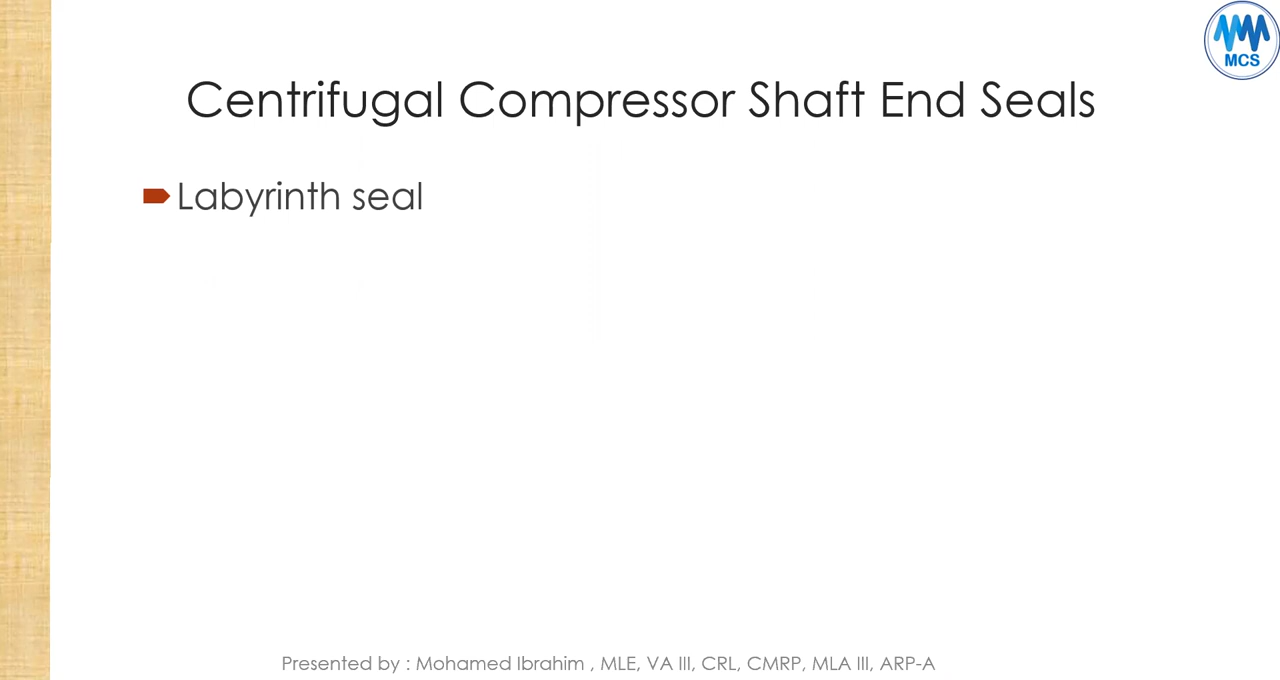 MCS
Centrifugal Compressor Shaft End Seals
Labyrinth seal
Presented by : Mohamed Ibrahim , MLE, VA III, CRL, CMRP, MLA III, ARP-A